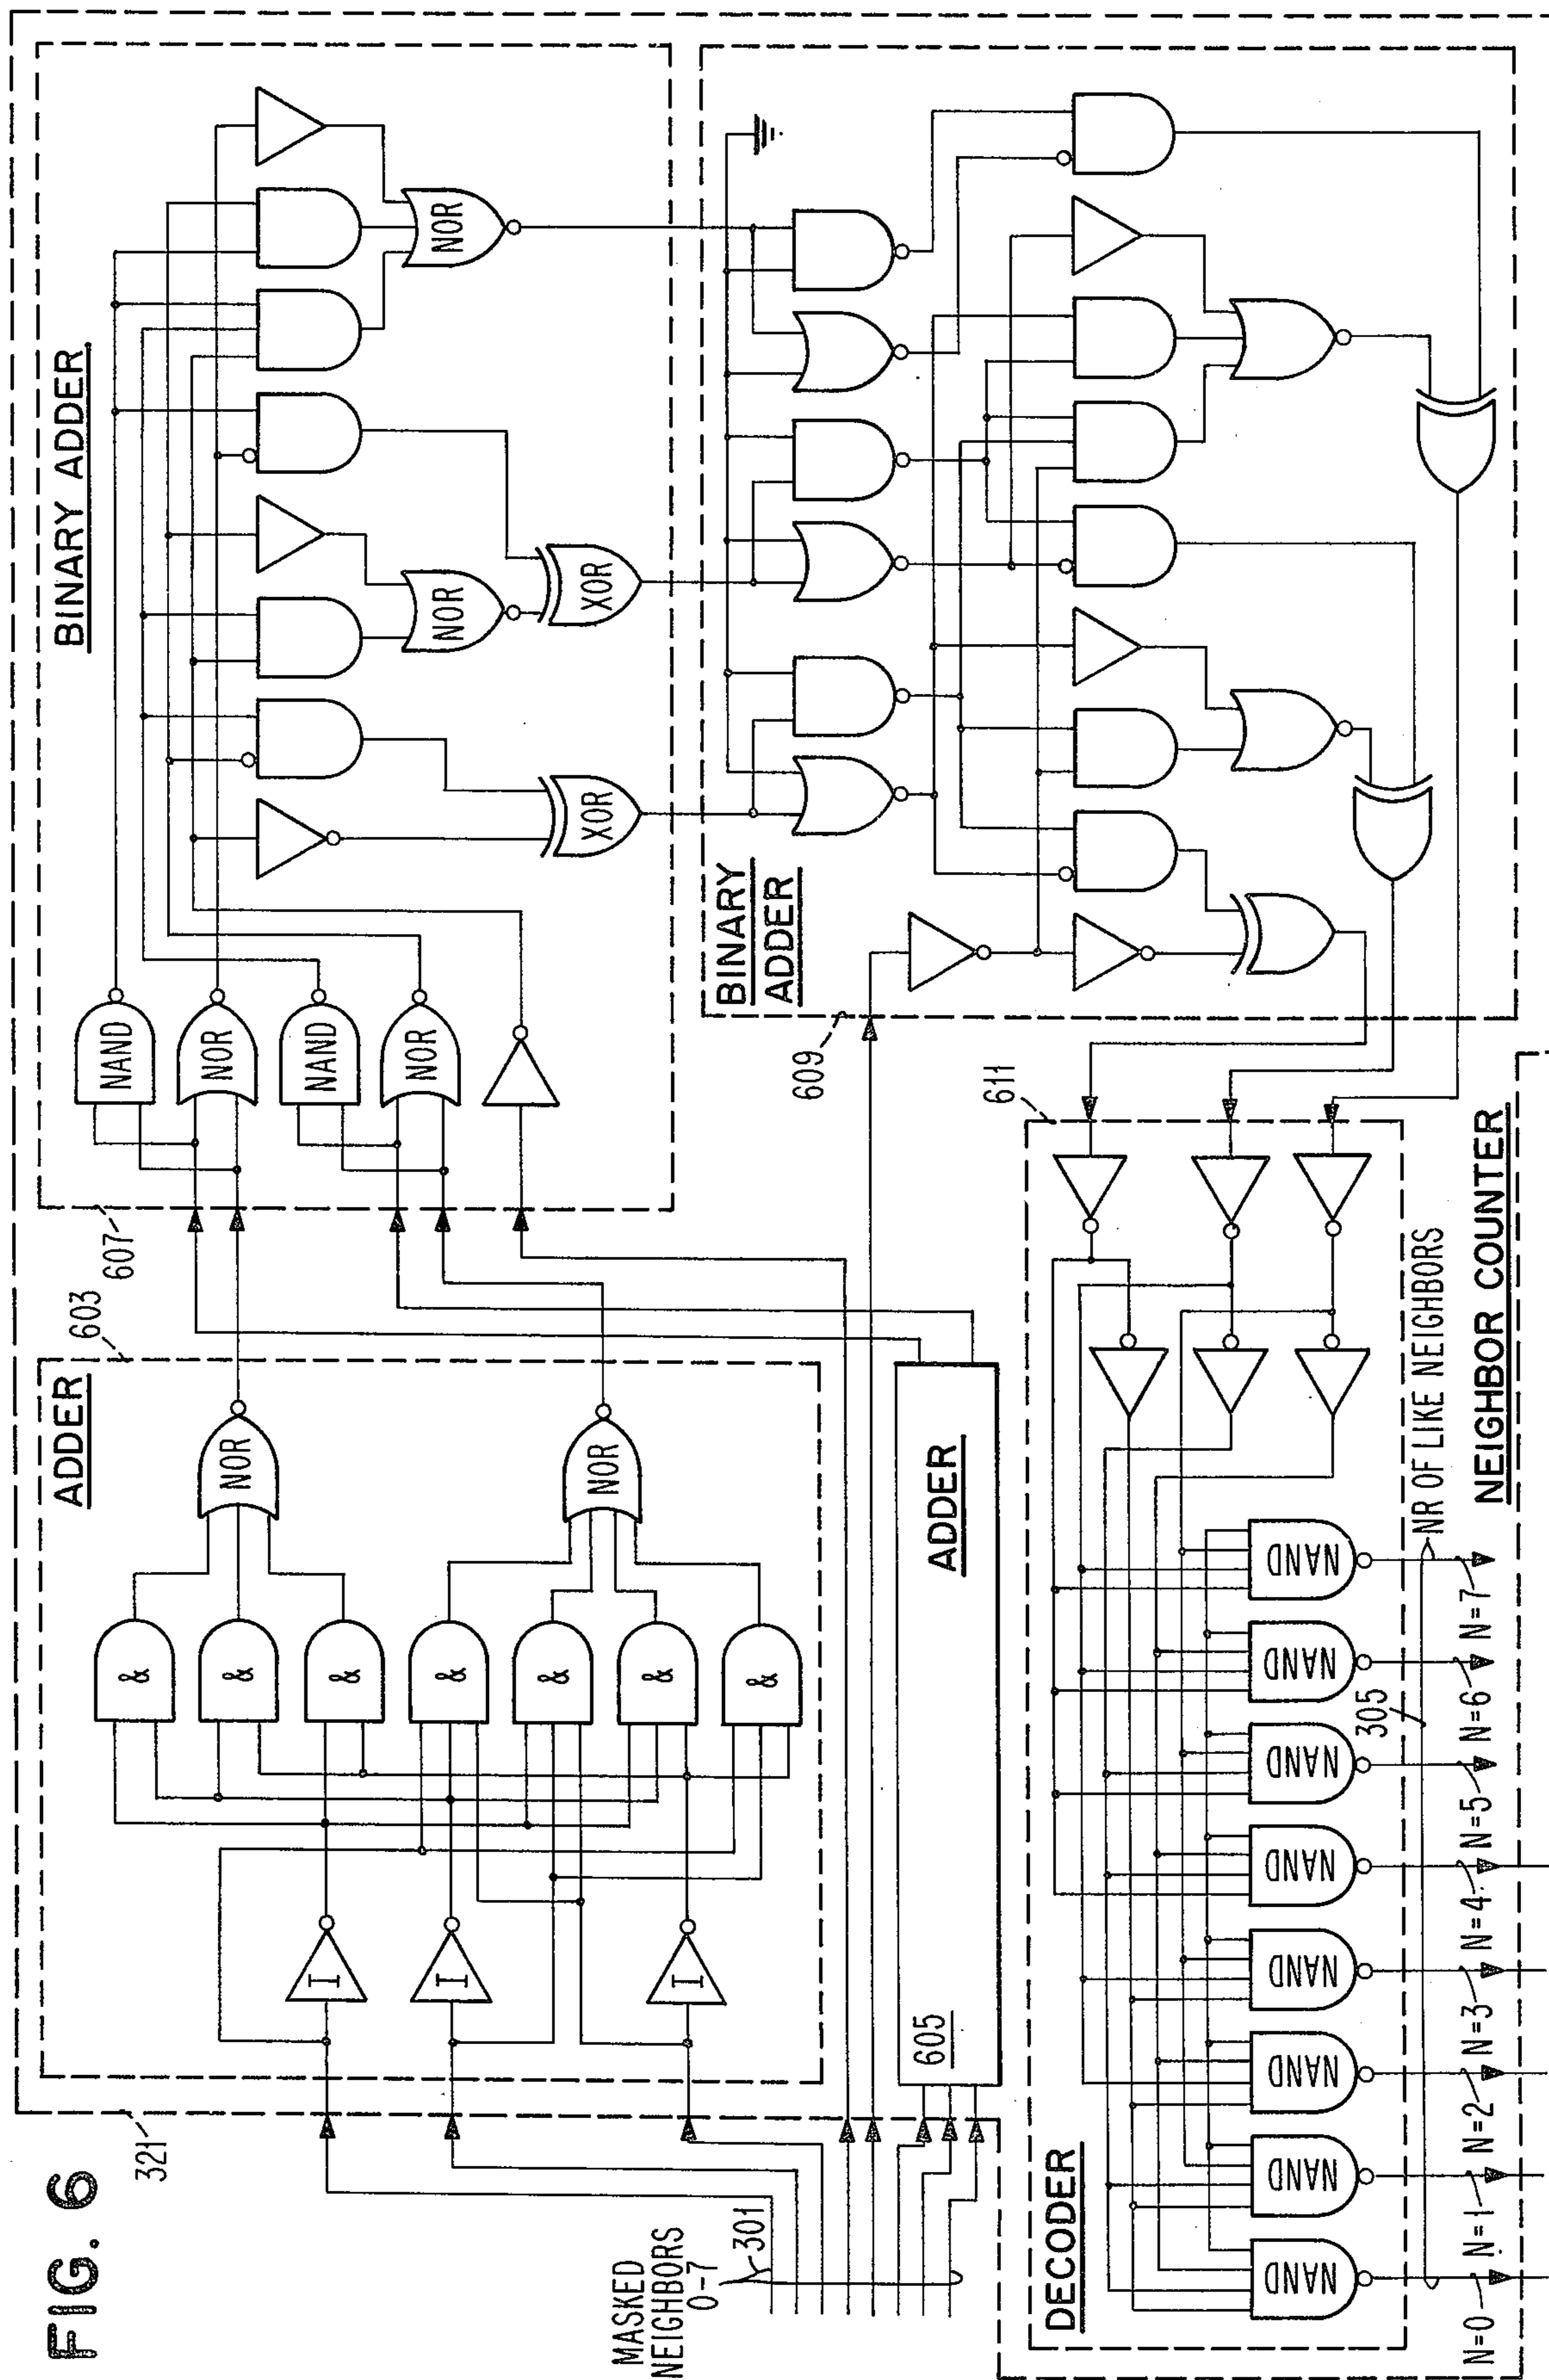 FIG. 6
321
MASKED
NEIGHBORS
0-7
301
ADDER
603
I
I
I
&
&
&
&
&
&
&
NOR
NOR
605
ADDER
BINARY ADDER
607
NAND
NOR
NAND
NOR
XOR
NOR
XOR
NOR
BINARY
ADDER
609
DECODER
611
NAND
NAND
NAND
NAND
NAND
NAND
NAND
NAND
N=0
N=1
N=2
N=3
N=4
N=5
N=6
N=7
305
NR OF LIKE NEIGHBORS
NEIGHBOR COUNTER